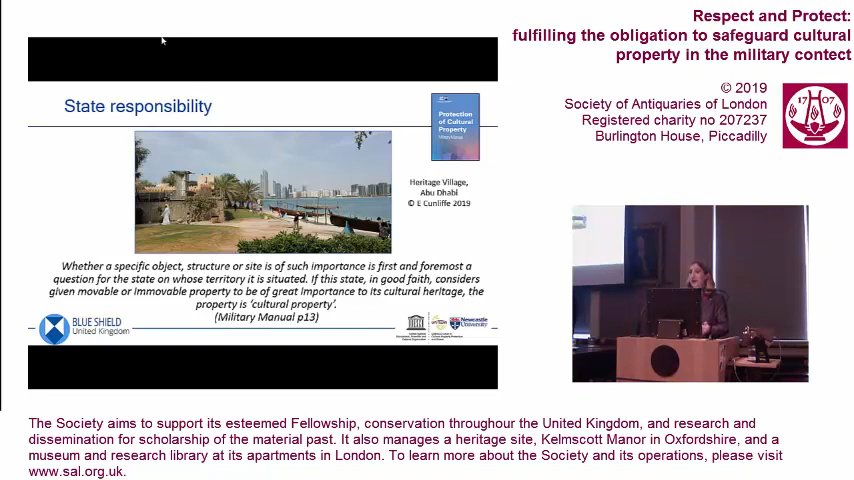 Respect and Protect:
fulfilling the obligation to safeguard cultural
property in the military contect
© 2019
Society of Antiquaries of London
Registered charity no 207237
Burlington House, Piccadilly
17 07
State responsibility
Protection
of Cultural
Property
Heritage Village,
Abu Dhabi
© E Cunliffe 2019
Whether a specific object, structure or site is of such importance is first and foremost a
question for the state on whose territory it is situated. If this state, in good faith, considers
given movable or immovable property to be of great importance to its cultural heritage, the
property is 'cultural property'.
(Military Manual p13)
BLUE SHIELD
United Kingdom
Newcastle
University
The Society aims to support its esteemed Fellowship, conservation throughour the United Kingdom, and research and
dissemination for scholarship of the material past. It also manages a heritage site, Kelmscott Manor in Oxfordshire, and a
museum and research library at its apartments in London. To learn more about the Society and its operations, please visit
www.sal.org.uk.